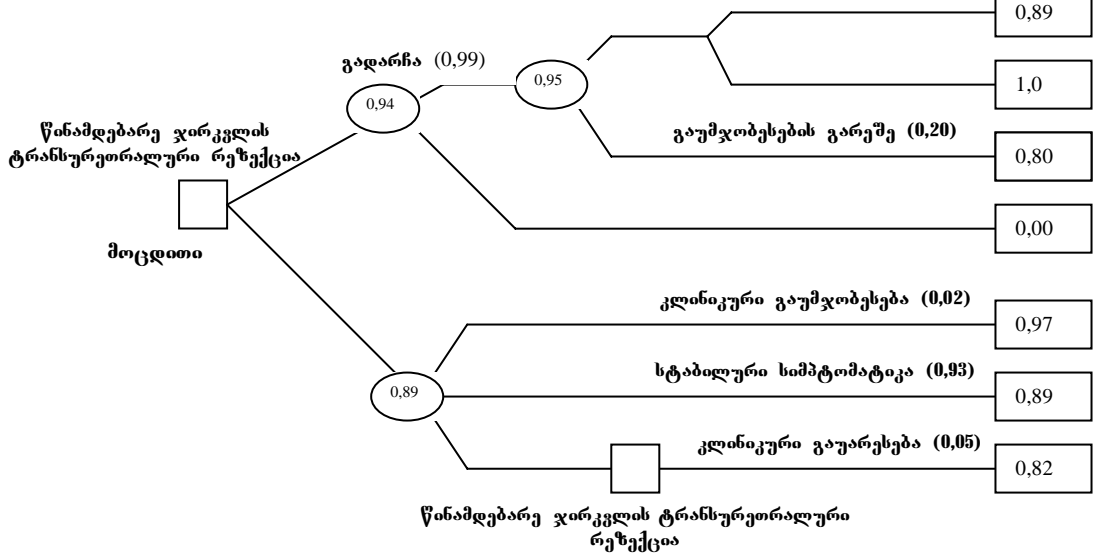 0,89
გადარჩა (0,99)
0,95
1,0
0,94
გაუმჯობესების გარეშე (0,20)
წინამდებარე ჯირკვლის
ტრანსურეთრალური რეზექცია
0,80
0,00
მოცდითი
კლინიკური გაუმჯობესება (0,02)
0,97
სტაბილური სიმპტომატიკა (0,93)
0,89
0,89
კლინიკური გაუარესება (0,05)
0,82
წინამდებარე ჯირკვლის ტრანსურეთრალური
რეზექცია